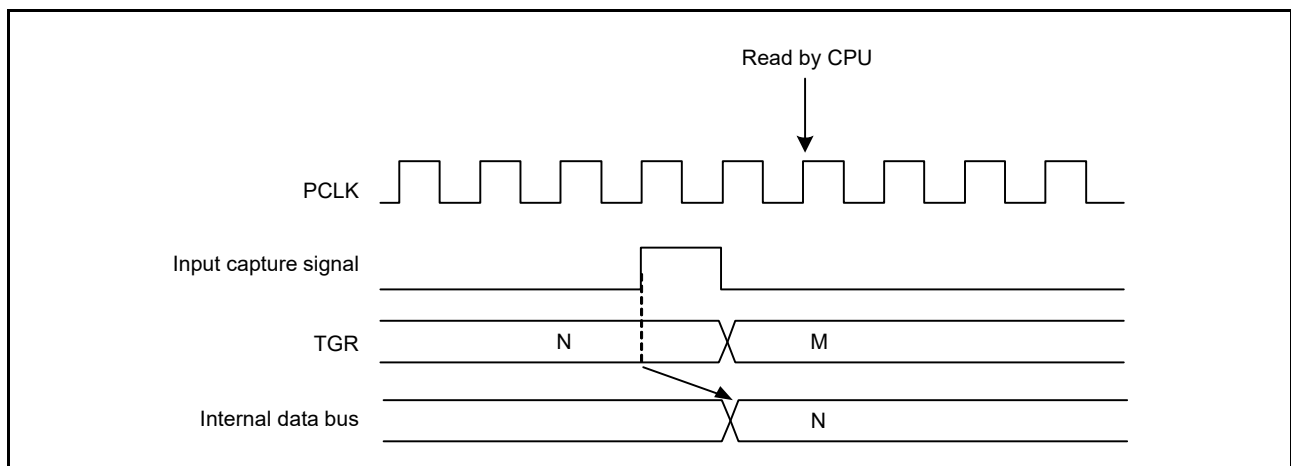 Read by CPU
PCLK
Input capture signal
TGR
N
M
Internal data bus
N